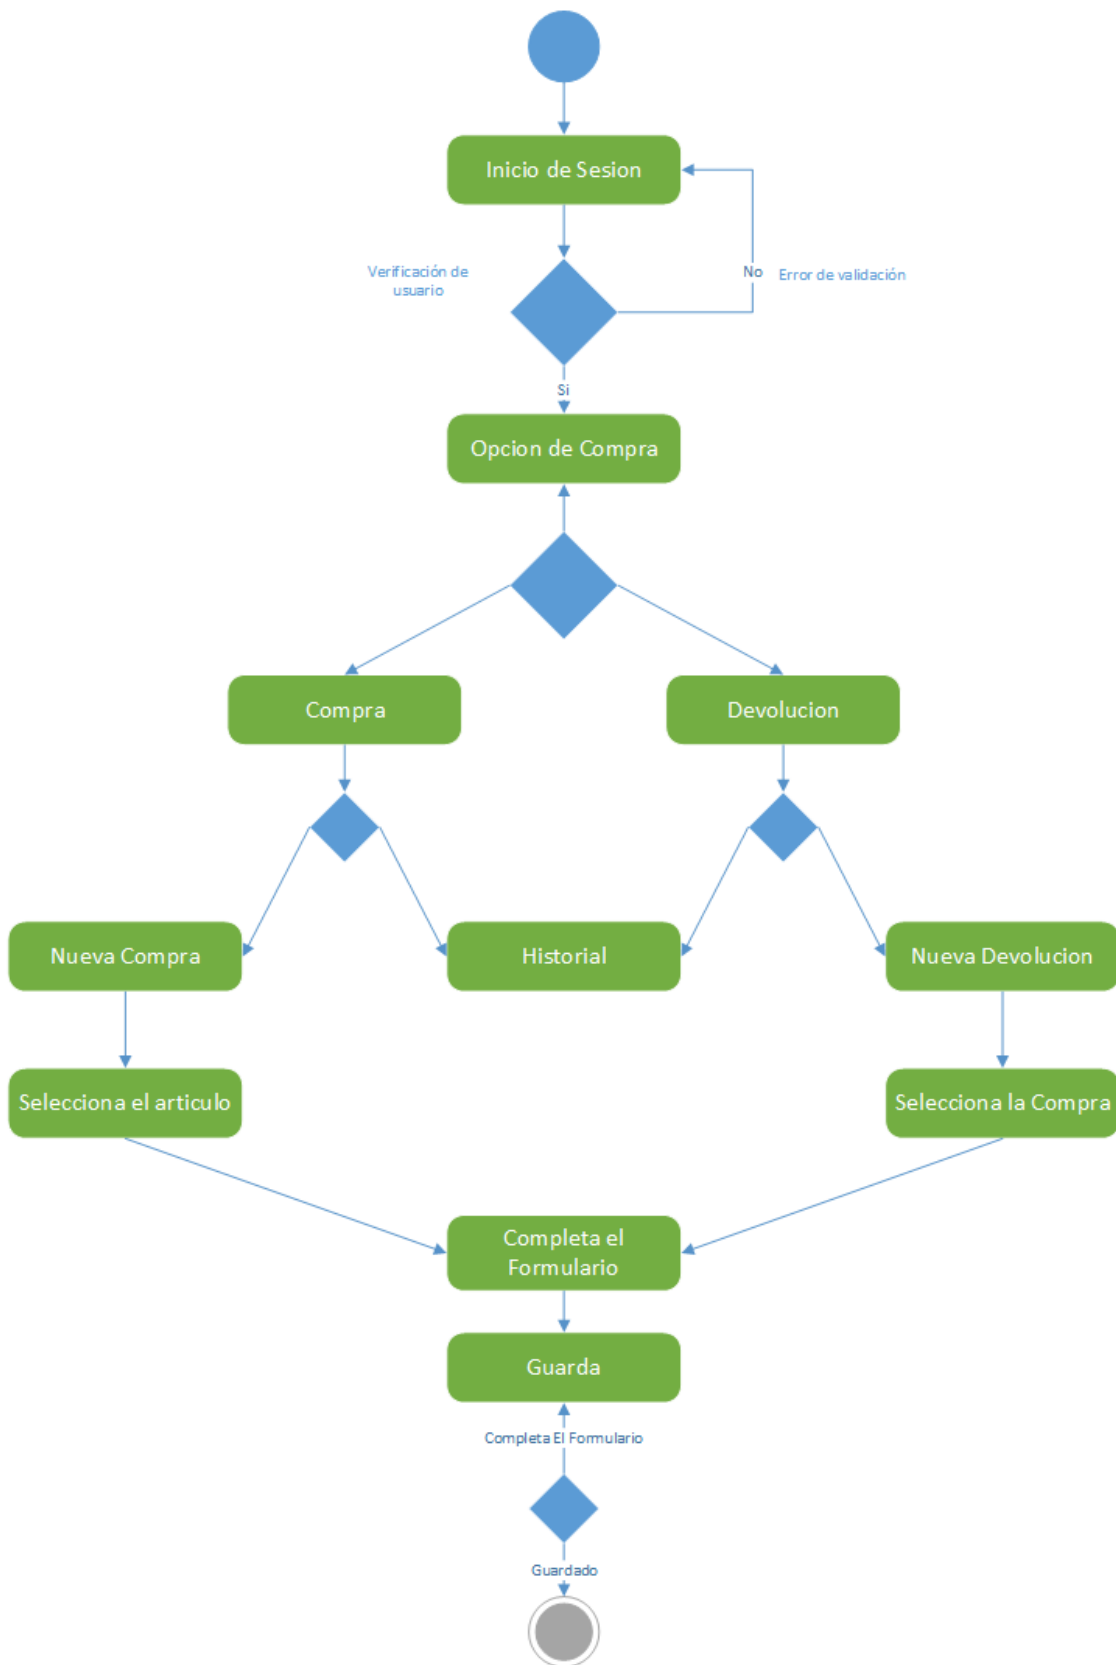 Inicio de Sesion
Verificación de
usuario
No
Error de validación
Si
Opcion de Compra
Compra
Devolucion
Nueva Compra
Historial
Nueva Devolucion
Selecciona el articulo
Selecciona la Compra
Completa el
Formulario
Guarda
Completa El Formulario
Guardado